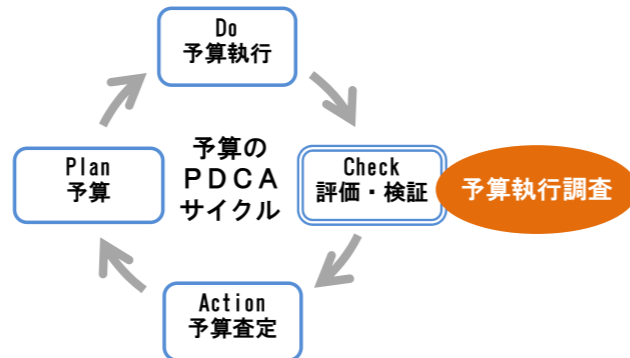 Do
予算執行
Plan
予算
予算の
ＰＤＣＡ
サイクル
Check
評価・検証
予算執行調査
Action
予算査定